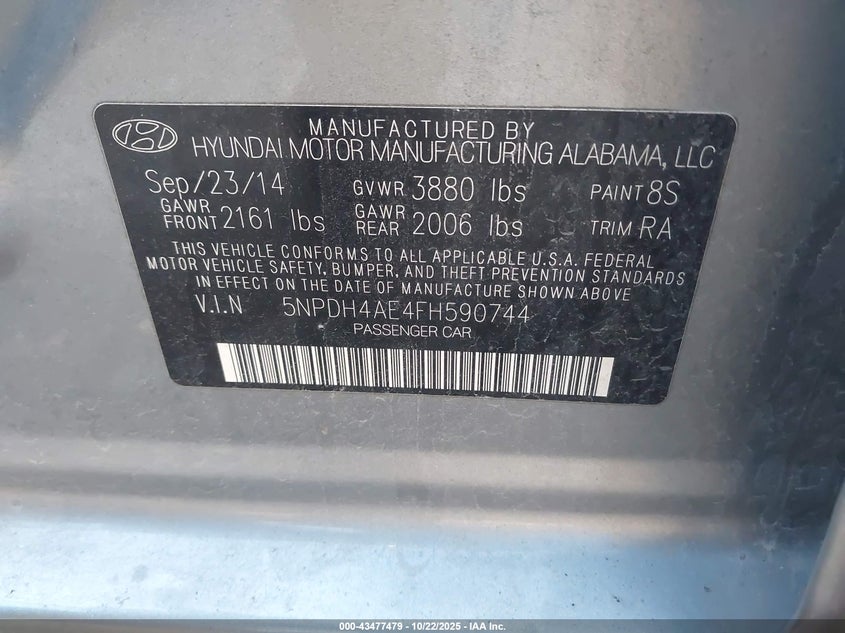 MANUFACTURED BY
HYUNDAI MOTOR MANUFACTURING ALABAMA, LLC
Sep/23/14 GVWR 3880 lbs PAINT 8S
GAWR FRONT 2161 lbs GAWR REAR 2006 lbs TRIM RA
THIS VEHICLE CONFORMS TO ALL APPLICABLE U.S.A. FEDERAL
MOTOR VEHICLE SAFETY, BUMPER, AND THEFT PREVENTION STANDARDS
IN EFFECT ON THE DATE OF MANUFACTURE SHOWN ABOVE
V.I.N 5NPDH4AE4FH590744
PASSENGER CAR
000-43477479 - 10/22/2025 - IAA Inc.